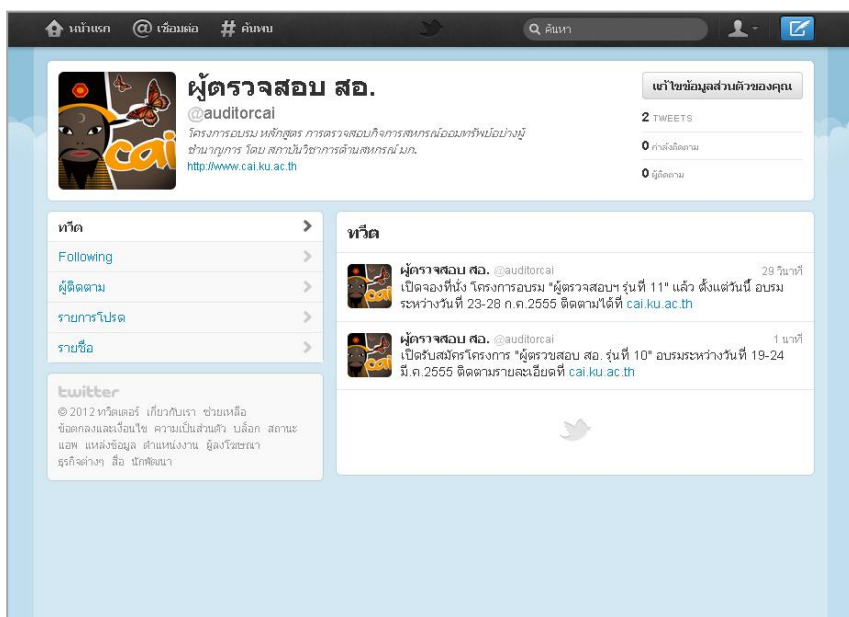 หน้าแรก @ เชื่อมต่อ # ค้นพบ ค้นหา
cai
ผู้ตรวจสอบ สอ.
@auditorcai
โครงการอบรม หลักสูตร การตรวจสอบกิจการสหกรณ์ออมทรัพย์อย่างผู้
ชำนาญการ โดย สถาบันวิชาการด้านสหกรณ์ มก.
http://www.cai.ku.ac.th
แก้ไขข้อมูลส่วนตัวของคุณ
2 TWEETS
0 กำลังติดตาม
0 ผู้ติดตาม
ทวีต
Following
ผู้ติดตาม
รายการโปรด
รายชื่อ
twitter
© 2012 ทวิตเตอร์ เกี่ยวกับเรา ช่วยเหลือ
ข้อตกลงและเงื่อนไข ความเป็นส่วนตัว บล็อก สถานะ
แอพ แหล่งข้อมูล ตำแหน่งงาน ผู้ลงโฆษณา
ธุรกิจต่างๆ สื่อ นักพัฒนา
ทวีต
ผู้ตรวจสอบ สอ. @auditorcai 29 วินาที
เปิดจองที่นั่ง โครงการอบรม "ผู้ตรวจสอบฯ รุ่นที่ 11" แล้ว ตั้งแต่วันนี้ อบรม
ระหว่างวันที่ 23-28 ก.ค.2555 ติดตามได้ที่ cai.ku.ac.th
ผู้ตรวจสอบ สอ. @auditorcai 1 นาที
เปิดรับสมัครโครงการ "ผู้ตรวขสอบ สอ. รุ่นที่ 10" อบรมระหว่างวันที่ 19-24
มี.ค.2555 ติดตามรายละเอียดที่ cai.ku.ac.th